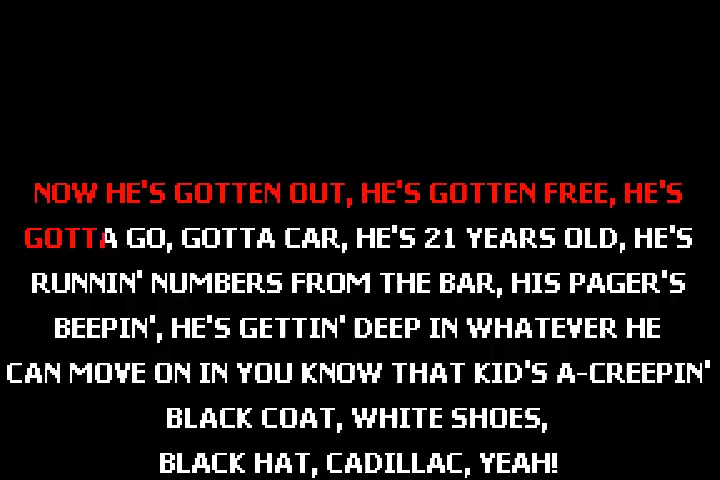 NOW HE'S GOTTEN OUT, HE'S GOTTEN FREE, HE'S
GOTTA GO, GOTTA CAR, HE'S 21 YEARS OLD, HE'S
RUNNIN' NUMBERS FROM THE BAR, HIS PAGER'S
BEEPIN', HE'S GETTIN' DEEP IN WHATEVER HE
CAN MOVE ON IN YOU KNOW THAT KID'S A-CREEPIN'
BLACK COAT, WHITE SHOES,
BLACK HAT, CADILLAC, YEAH!